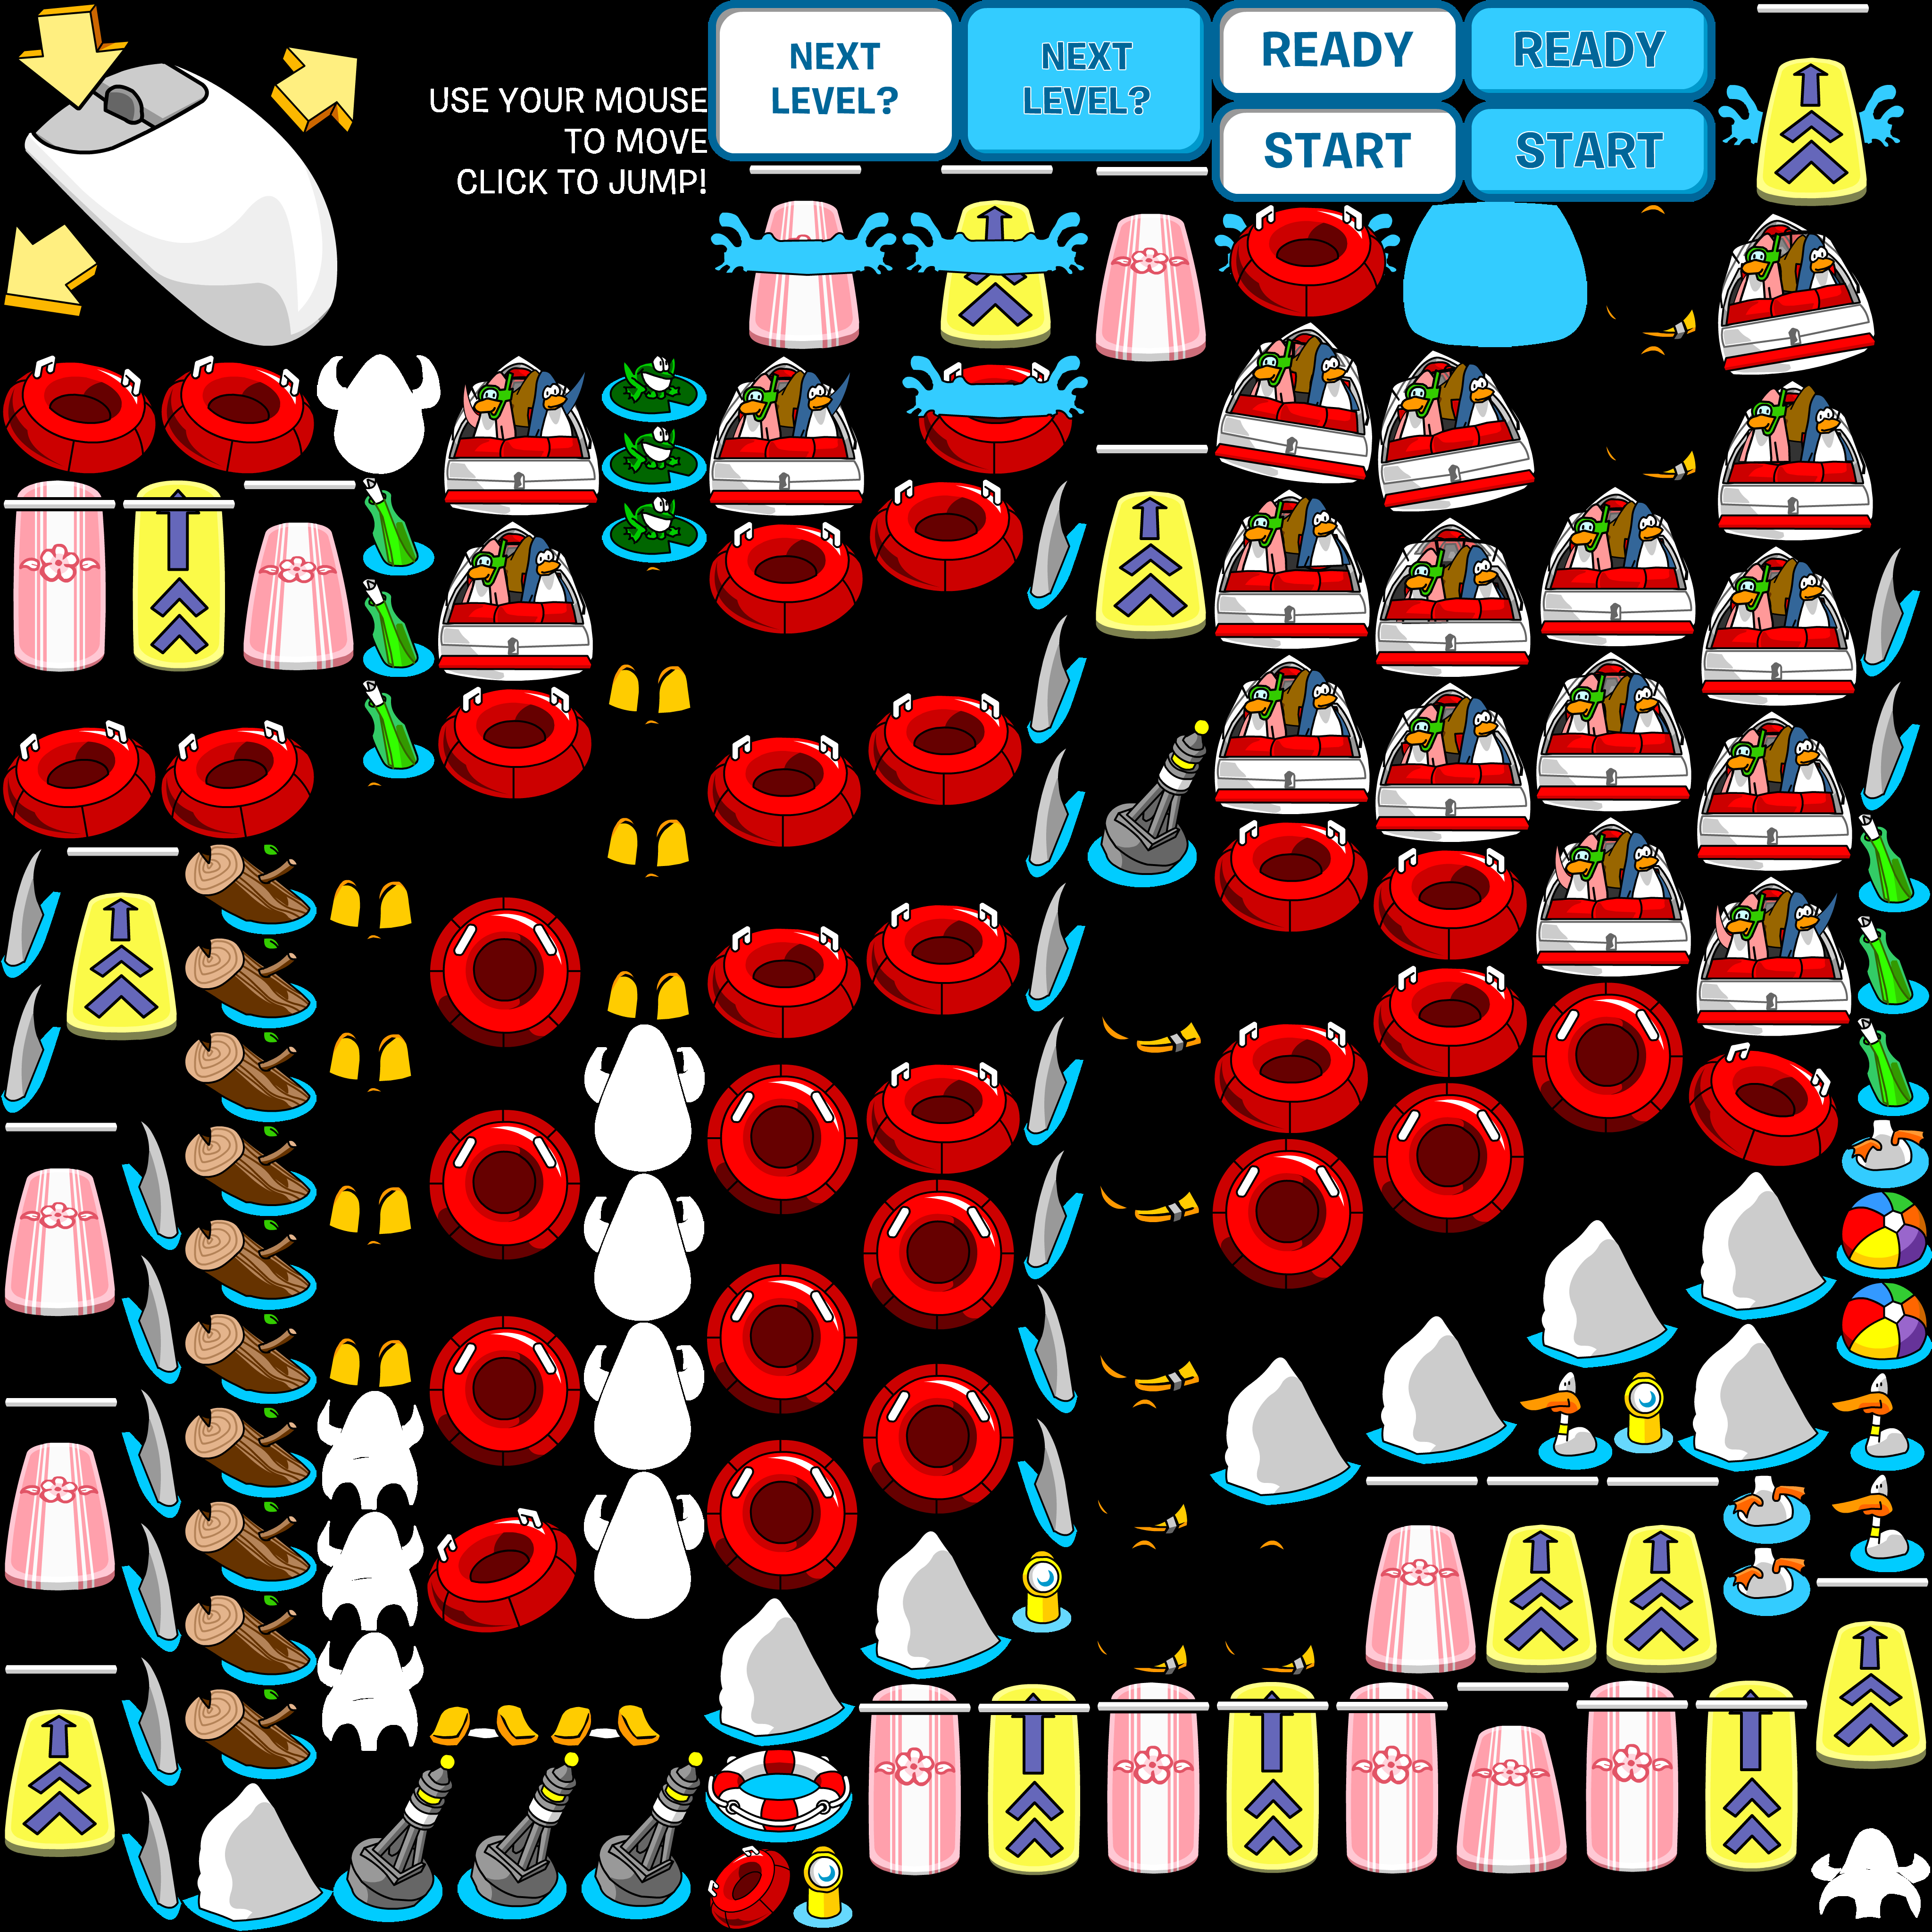 USE YOUR MOUSE
TO MOVE
CLICK TO JUMP!
NEXT
LEVEL?
NEXT
LEVEL?
READY
READY
START
START